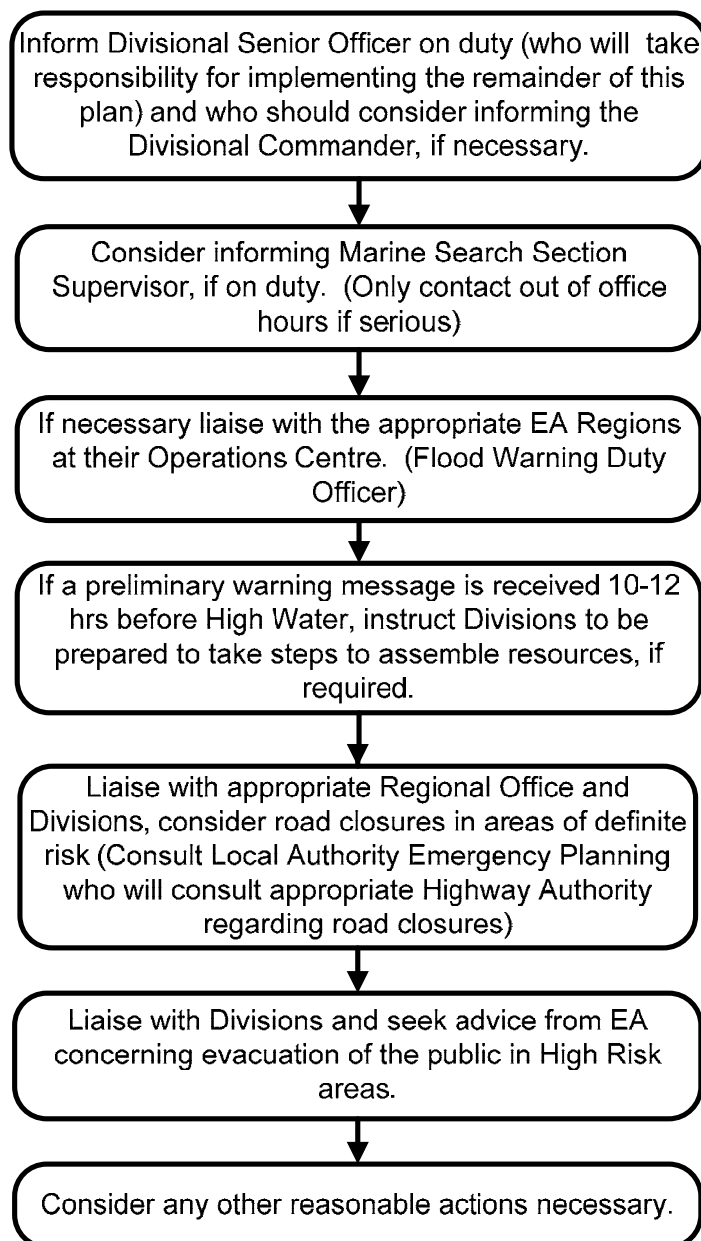 Inform Divisional Senior Officer on duty (who will take
responsibility for implementing the remainder of this
plan) and who should consider informing the
Divisional Commander, if necessary.
Consider informing Marine Search Section
Supervisor, if on duty. (Only contact out of office
hours if serious)
If necessary liaise with the appropriate EA Regions
at their Operations Centre. (Flood Warning Duty
Officer)
If a preliminary warning message is received 10-12
hrs before High Water, instruct Divisions to be
prepared to take steps to assemble resources, if
required.
Liaise with appropriate Regional Office and
Divisions, consider road closures in areas of definite
risk (Consult Local Authority Emergency Planning
who will consult appropriate Highway Authority
regarding road closures)
Liaise with Divisions and seek advice from EA
concerning evacuation of the public in High Risk
areas.
Consider any other reasonable actions necessary.